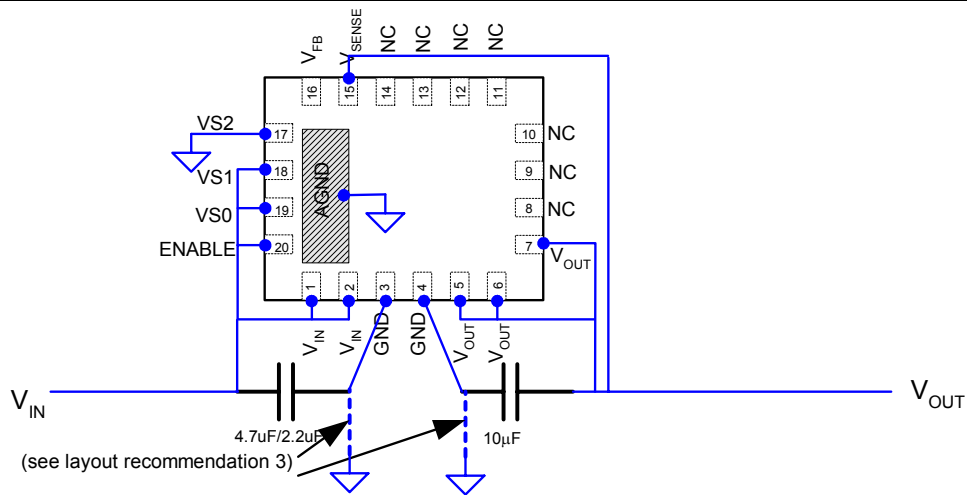 VFB
VSENSE
NC
NC
NC
NC
16
15
14
13
12
11
VS2
17
10
NC
VS1
18
9
NC
VS0
19
AGND
8
NC
ENABLE
20
7
VOUT
1
2
3
4
5
6
VIN
VIN
GND
GND
VOUT
VOUT
VIN
VOUT
4.7uF/2.2uF
10µF
(see layout recommendation 3)